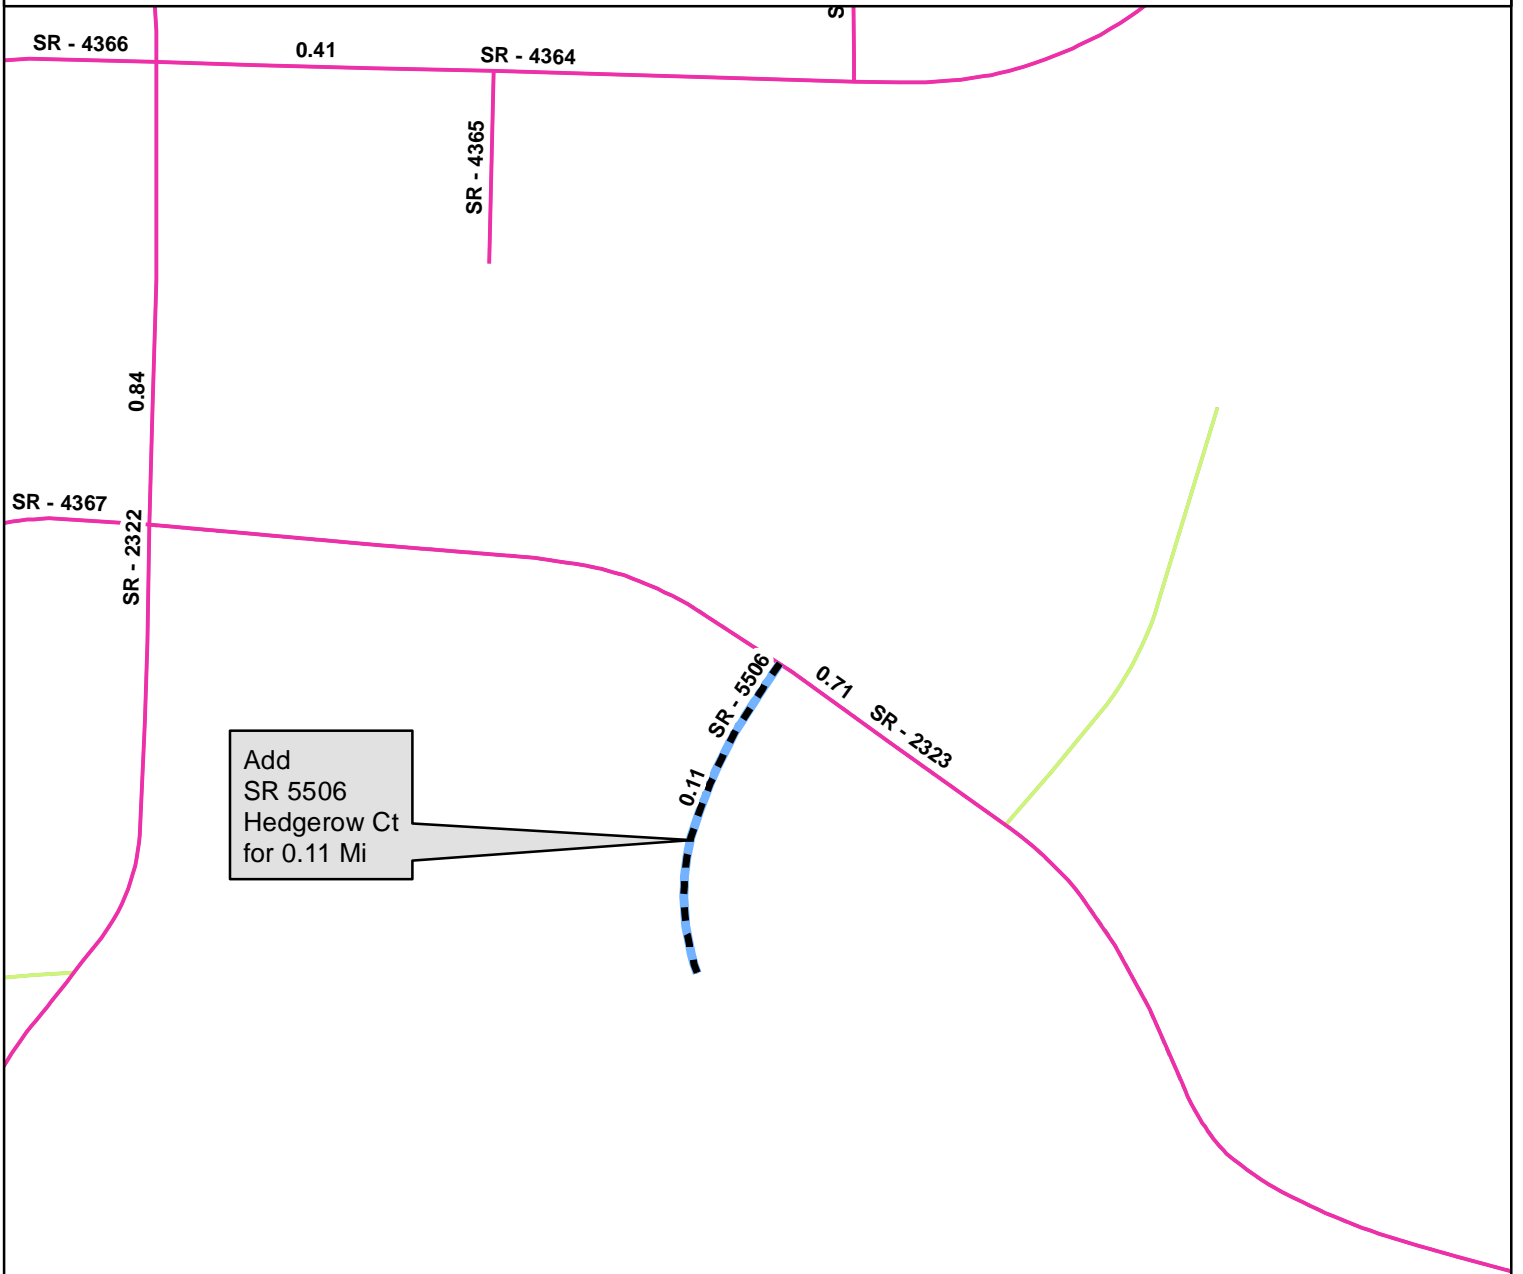 SR - 4366
0.41
SR - 4364
S
SR - 4365
0.84
SR - 4367
SR - 2322
SR - 5506
0.71
SR - 2323
0.11
Add
SR 5506
Hedgerow Ct
for 0.11 Mi